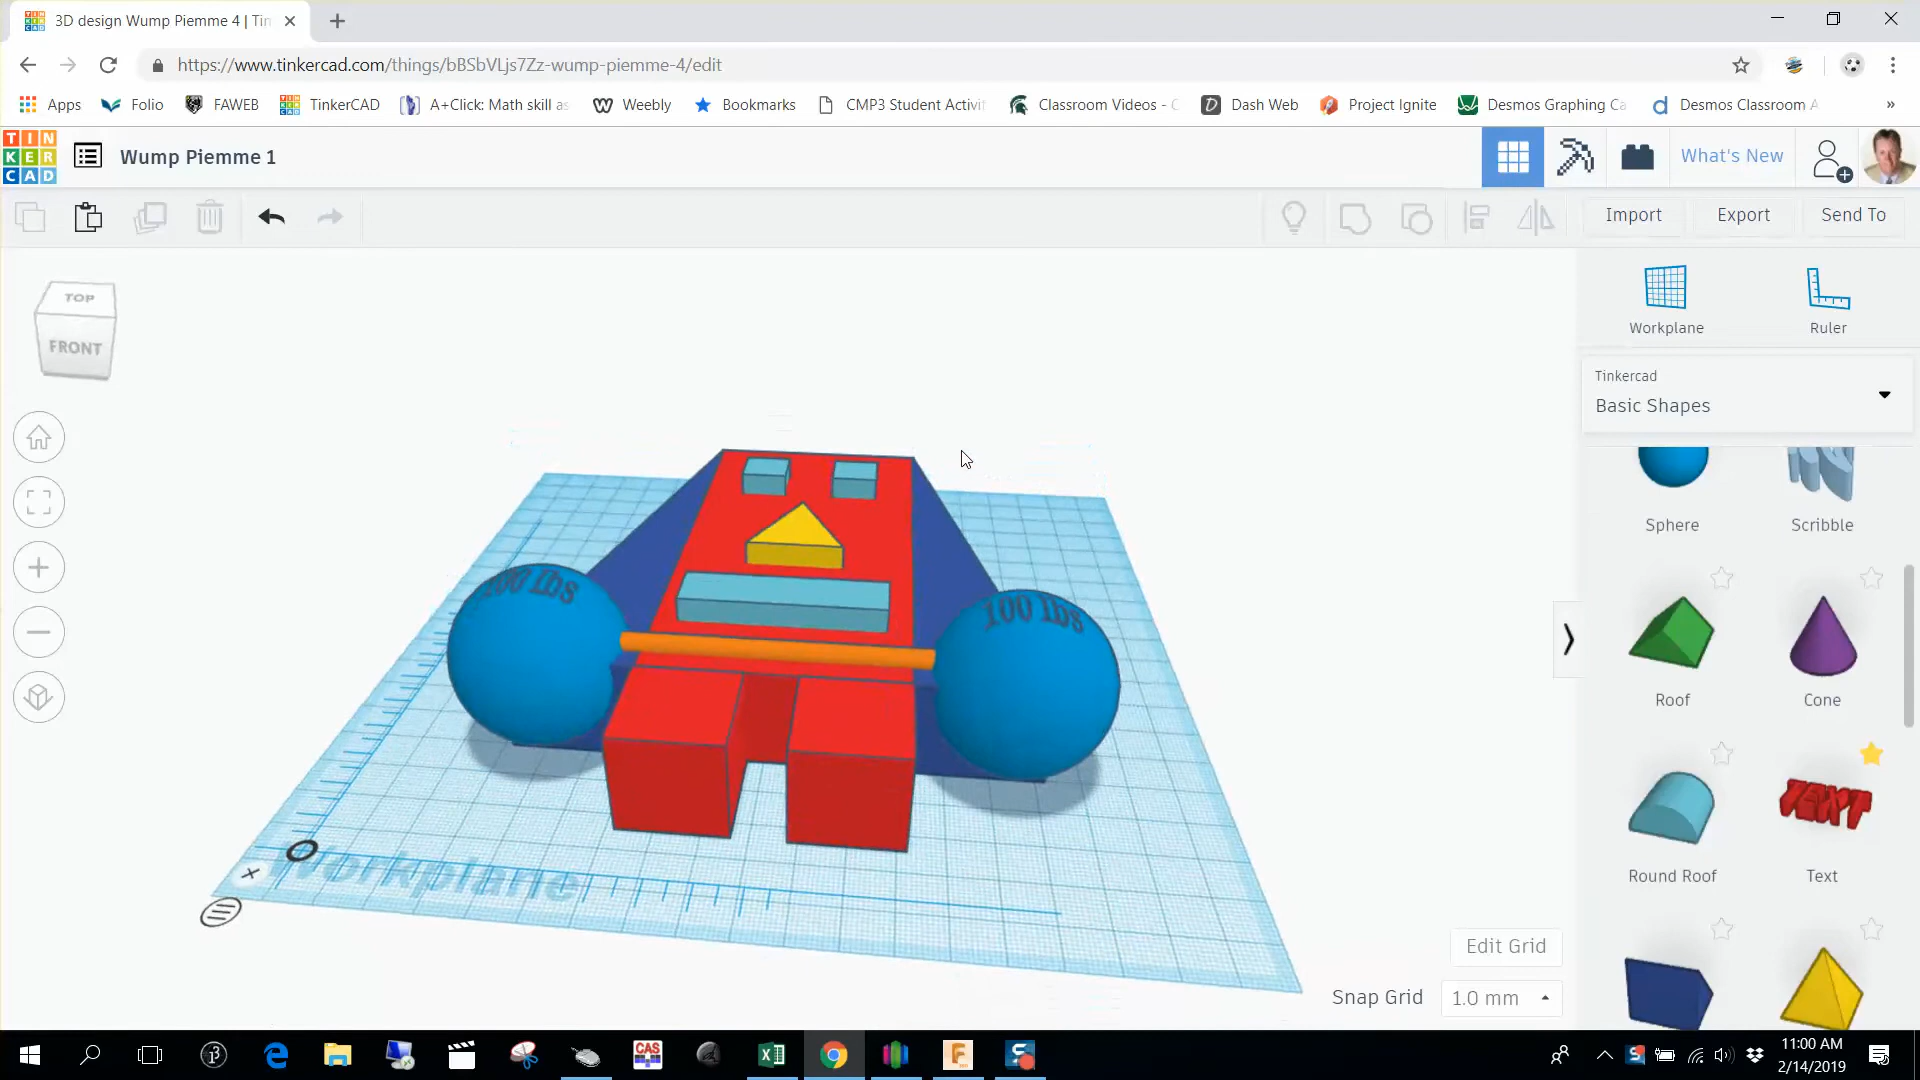 3D design Wump Piemme 4 | Tin
https://www.tinkercad.com/things/bBSbVLjs7Zz-wump-piemme-4/edit
Apps Folio FAWEB TinkerCAD A+Click: Math skill as Weebly Bookmarks CMP3 Student Activit Classroom Videos - C Dash Web Project Ignite Desmos Graphing Ca Desmos Classroom A »
TIN
KER
CAD
Wump Piemme 1
What's New
Import Export Send To
TOP
FRONT
Workplane Ruler
Tinkercad
Basic Shapes
Sphere Scribble
Roof Cone
TEXT
Round Roof Text
00 Lbs
100 lbs
Workplane
Edit Grid
Snap Grid 1.0 mm
CAS
11:00 AM
2/14/2019